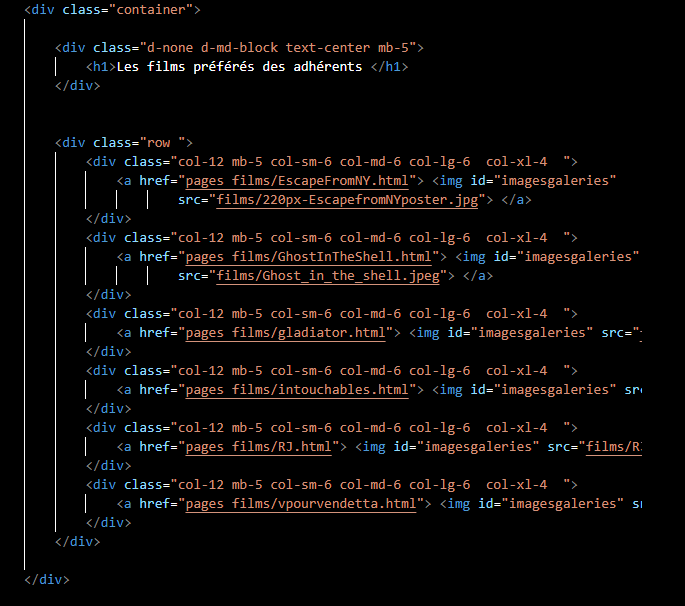 <div class="container">
<div class="d-none d-md-block text-center mb-5">
<h1>Les films préférés des adhérents </h1>
</div>
<div class="row ">
<div class="col-12 mb-5 col-sm-6 col-md-6 col-lg-6  col-xl-4  ">
<a href="pages films/EscapeFromNY.html"> <img id="imagesgaleries"
src="films/220px-EscapefromNYposter.jpg"> </a>
</div>
<div class="col-12 mb-5 col-sm-6 col-md-6 col-lg-6  col-xl-4  ">
<a href="pages films/GhostInTheShell.html"> <img id="imagesgaleries"
src="films/Ghost_in_the_shell.jpeg"> </a>
</div>
<div class="col-12 mb-5 col-sm-6 col-md-6 col-lg-6  col-xl-4  ">
<a href="pages films/gladiator.html"> <img id="imagesgaleries" src="
</div>
<div class="col-12 mb-5 col-sm-6 col-md-6 col-lg-6  col-xl-4  ">
<a href="pages films/intouchables.html"> <img id="imagesgaleries"
</div>
<div class="col-12 mb-5 col-sm-6 col-md-6 col-lg-6  col-xl-4  ">
<a href="pages films/RJ.html"> <img id="imagesgaleries" src="films/R
</div>
<div class="col-12 mb-5 col-sm-6 col-md-6 col-lg-6  col-xl-4  ">
<a href="pages films/vpourvendetta.html"> <img id="imagesgaleries"
</div>
</div>
</div>